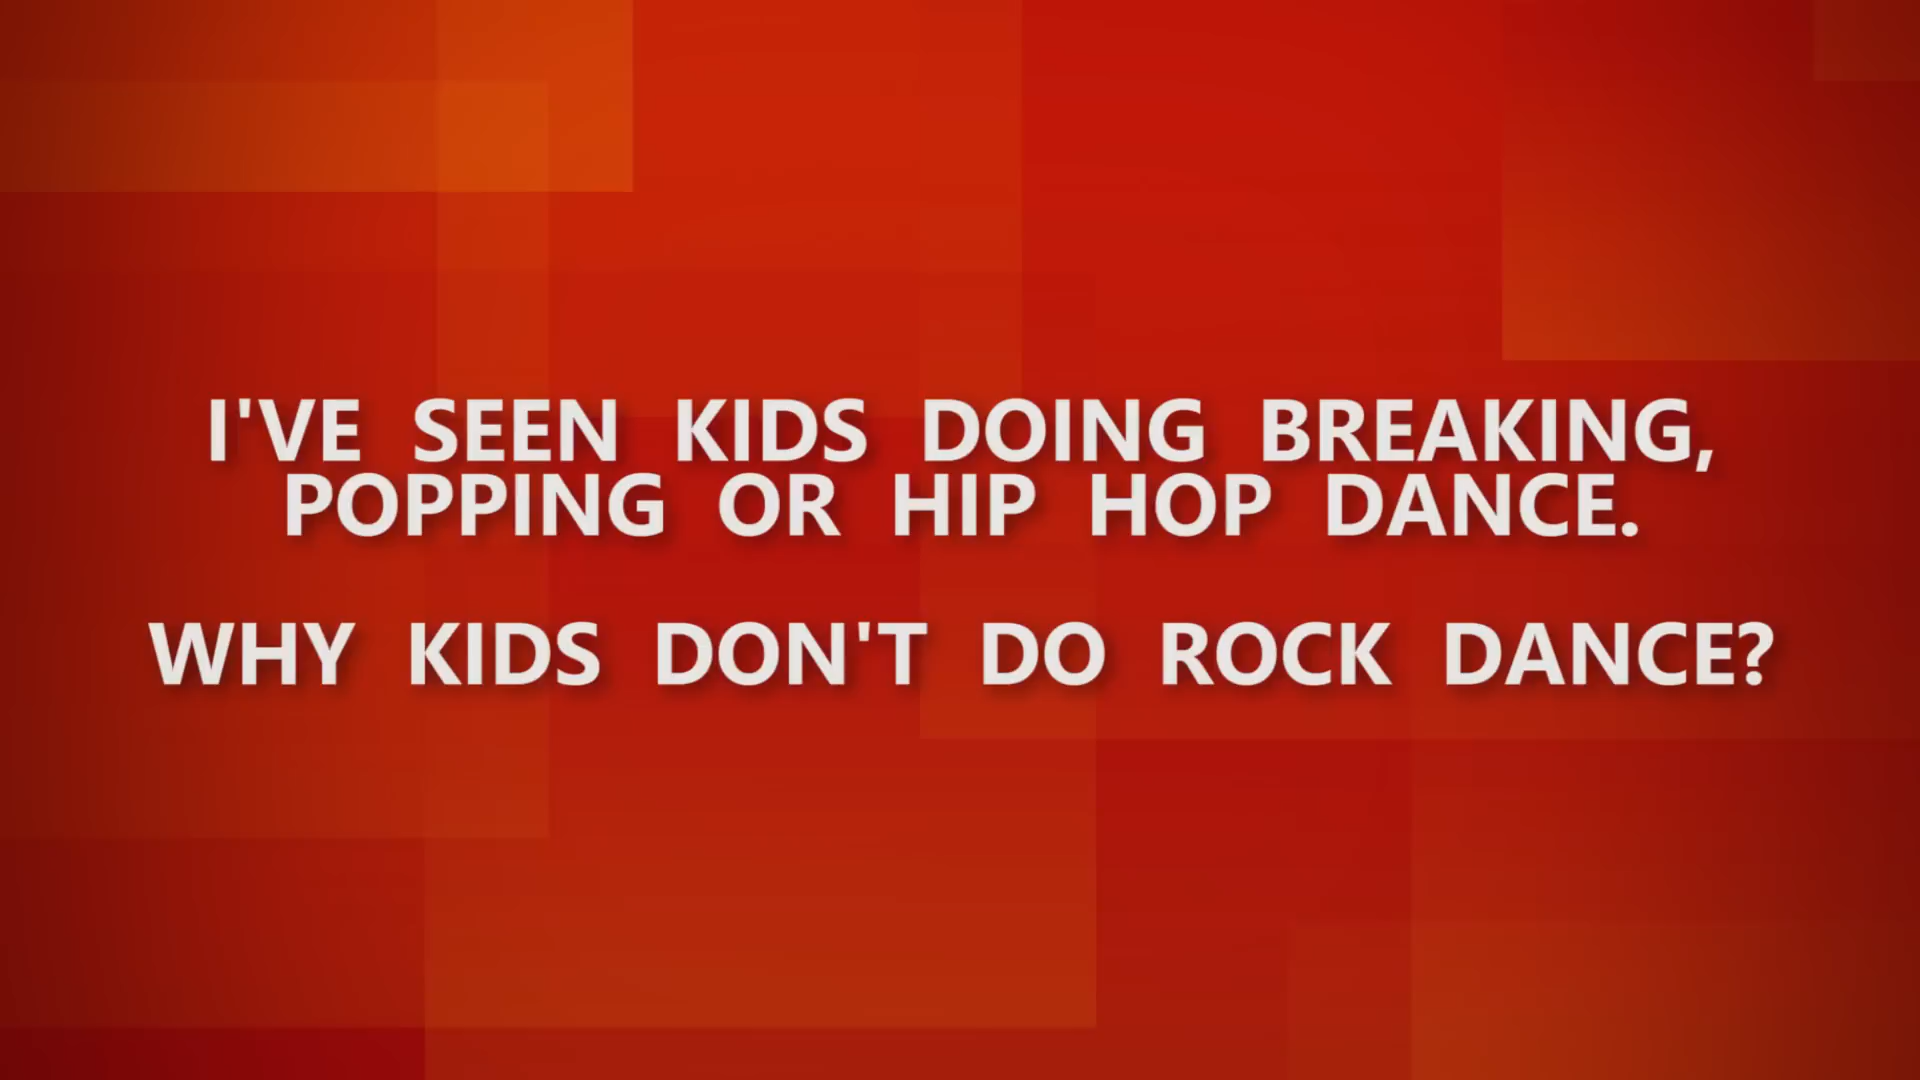 I'VE SEEN KIDS DOING BREAKING,
POPPING OR HIP HOP DANCE.
WHY KIDS DON'T DO ROCK DANCE?